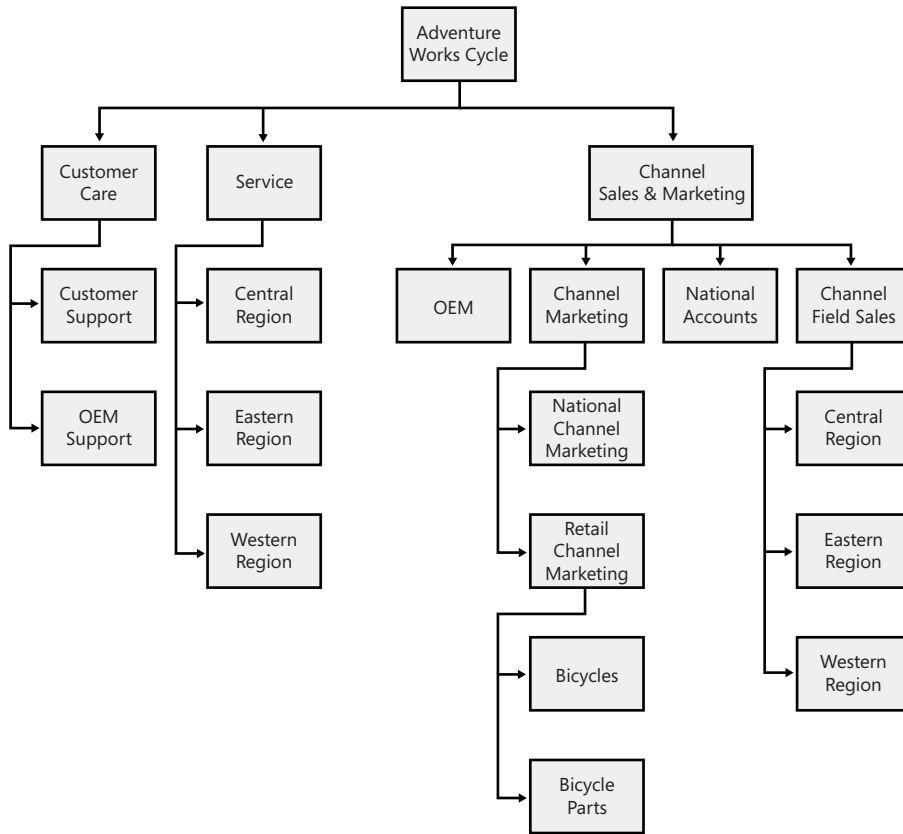 Adventure
Works Cycle
Customer
Care
Service
Channel
Sales & Marketing
Customer
Support
Central
Region
OEM
Channel
Marketing
National
Accounts
Channel
Field Sales
OEM
Support
Eastern
Region
National
Channel
Marketing
Central
Region
Western
Region
Retail
Channel
Marketing
Eastern
Region
Bicycles
Western
Region
Bicycle
Parts